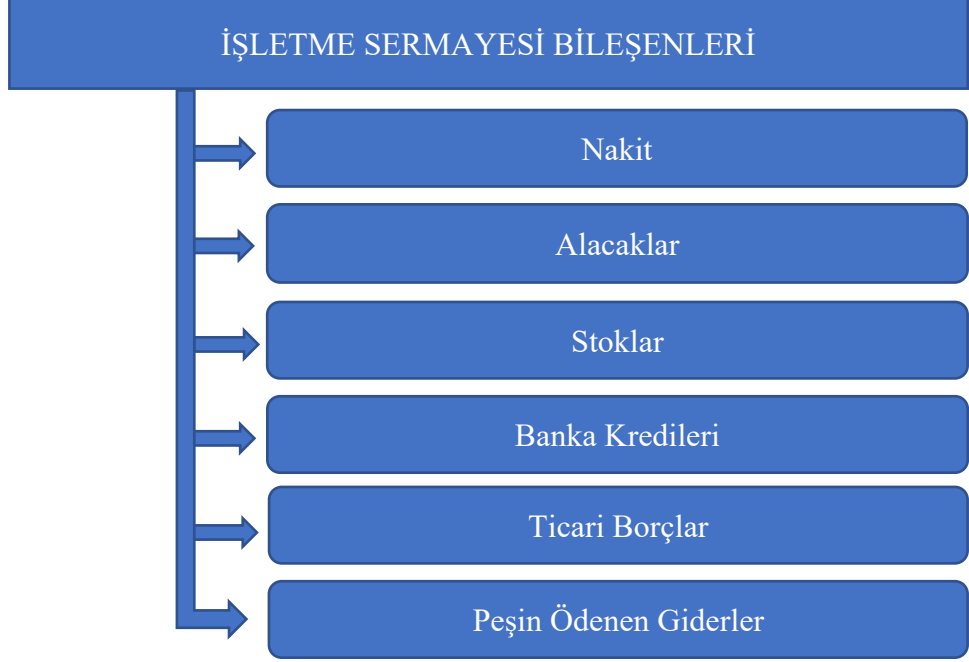 İŞLETME SERMAYESİ BİLEŞENLERİ
Nakit
Alacaklar
Stoklar
Banka Kredileri
Ticari Borçlar
Peşin Ödenen Giderler